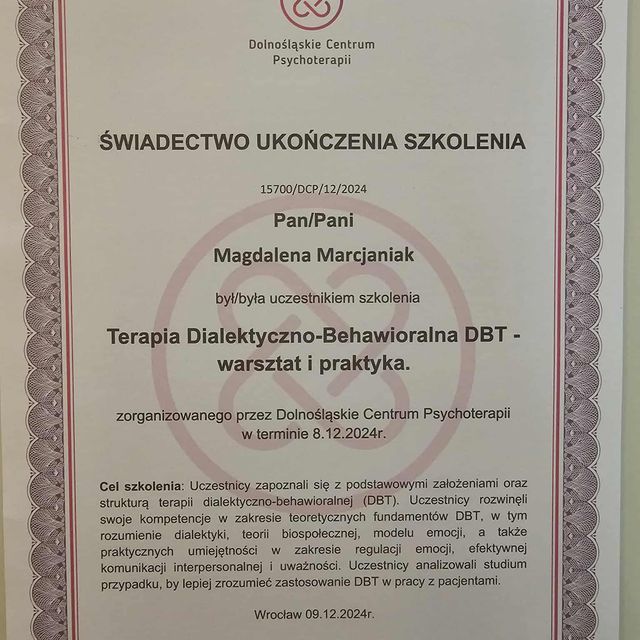 Dolnośląskie Centrum
Psychoterapii
ŚWIADECTWO UKOŃCZENIA SZKOLENIA
15700/DCP/12/2024
Pan/Pani
Magdalena Marcjaniak
był/była uczestnikiem szkolenia
Terapia Dialektyczno-Behawioralna DBT -
warsztat i praktyka.
zorganizowanego przez Dolnośląskie Centrum Psychoterapii
w terminie 8.12.2024r.
Cel szkolenia: Uczestnicy zapoznali się z podstawowymi założeniami oraz
strukturą terapii dialektyczno-behawioralnej (DBT). Uczestnicy rozwinęli
swoje kompetencje w zakresie teoretycznych fundamentów DBT, w tym
rozumienie dialektyki, teorii biospołecznej, modelu emocji, a także
praktycznych umiejętności w zakresie regulacji emocji, efektywnej
komunikacji interpersonalnej i uważności. Uczestnicy analizowali studium
przypadku, by lepiej zrozumieć zastosowanie DBT w pracy z pacjentami.
Wrocław 09.12.2024r.